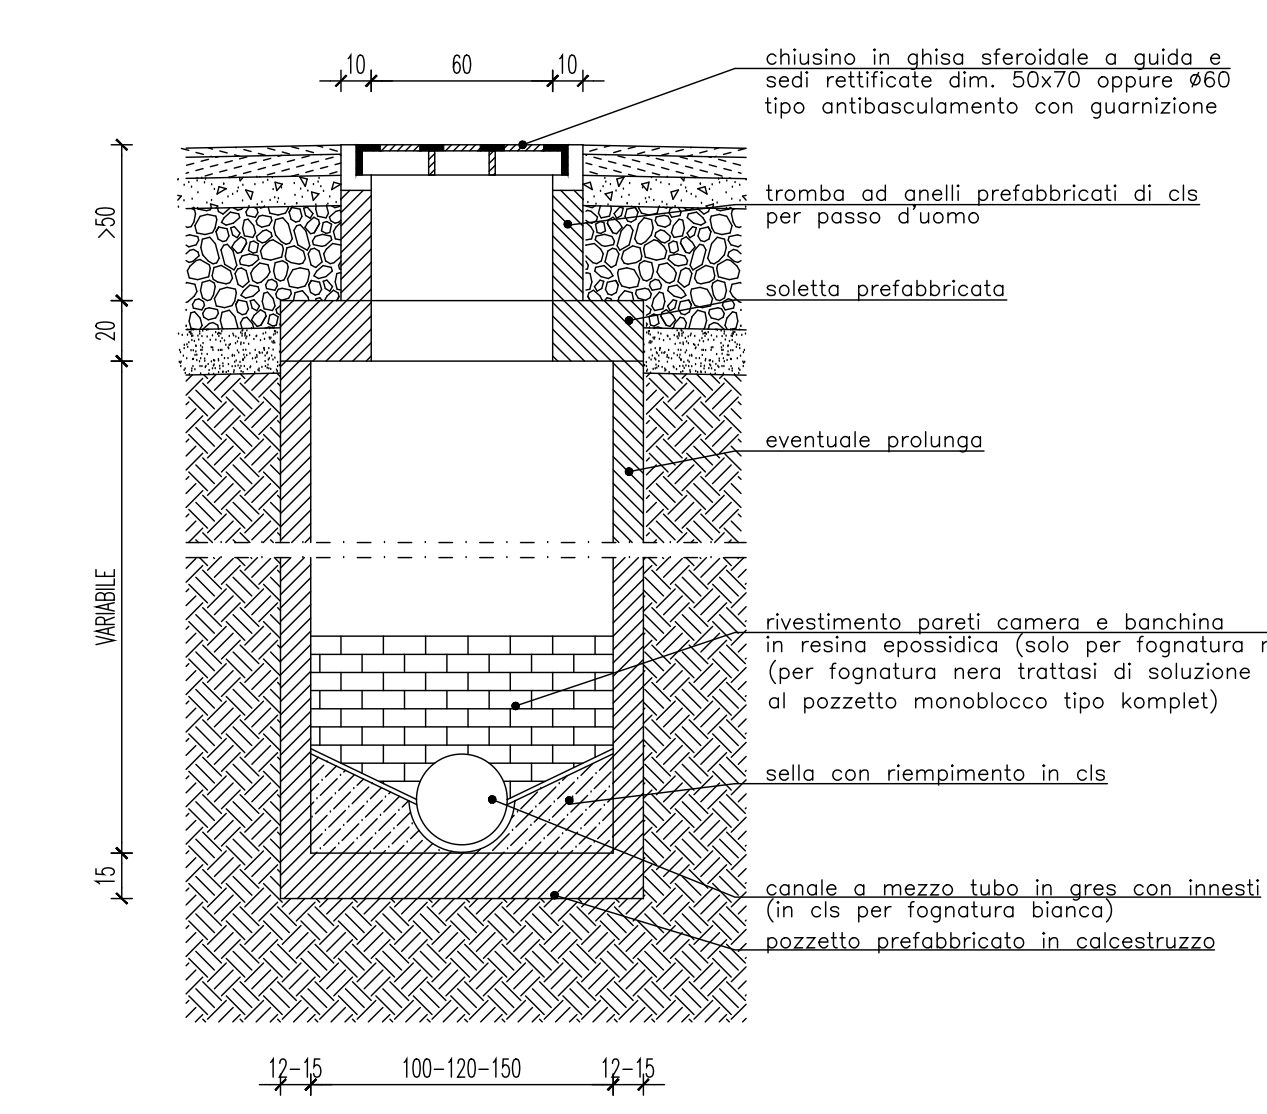 10 60 10
chiusino in ghisa sferoidale a guida e
sedi rettificate dim. 50x70 oppure ø60
tipo antibasculamento con guarnizione
>50
tromba ad anelli prefabbricati di cls
per passo d'uomo
soletta prefabbricata
20
eventuale prolunga
VARIABILE
rivestimento pareti camera e banchina
in resina epossidica (solo per fognatura
(per fognatura nera trattasi di soluzione
al pozzetto monoblocco tipo komplet)
sella con riempimento in cls
15
canale a mezzo tubo in gres con innesti
(in cls per fognatura bianca)
pozzetto prefabbricato in calcestruzzo
12-15 100-120-150 12-15